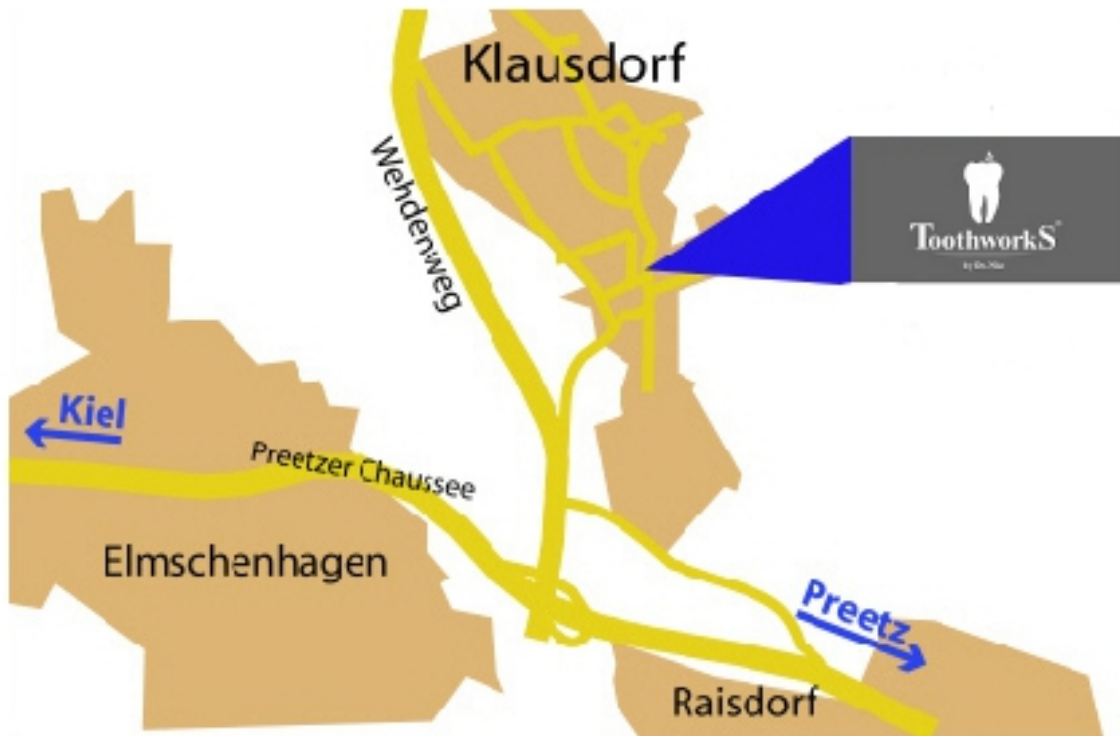 Klausdorf
Wehdenweg
ToothworkS
Kiel
Preetzer Chaussee
Elmschenhagen
Preetz
Raisdorf